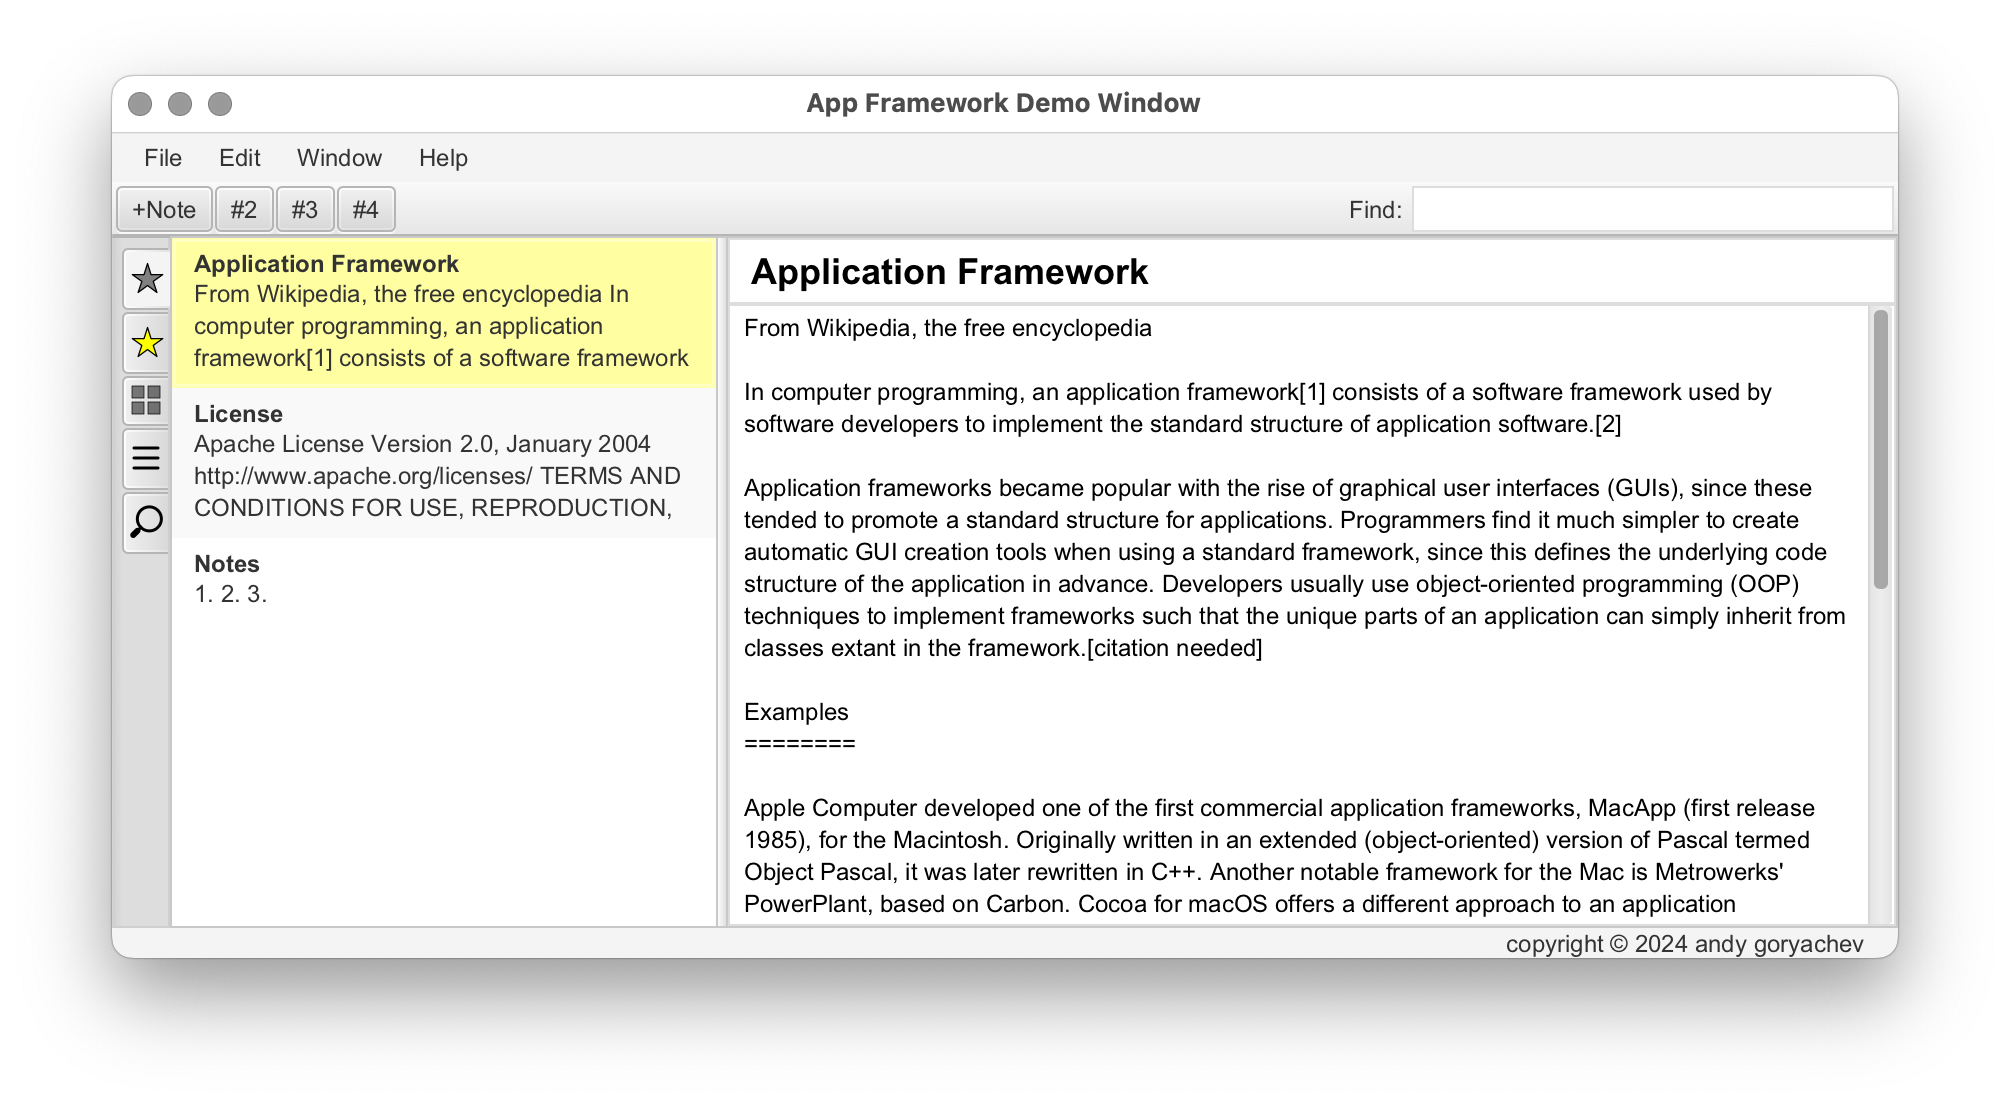 App Framework Demo Window
File Edit Window Help
+Note #2 #3 #4 Find:
Application Framework
From Wikipedia, the free encyclopedia In
computer programming, an application
framework[1] consists of a software framework
License
Apache License Version 2.0, January 2004
http://www.apache.org/licenses/ TERMS AND
CONDITIONS FOR USE, REPRODUCTION,
Notes
1. 2. 3.
Application Framework
From Wikipedia, the free encyclopedia
In computer programming, an application framework[1] consists of a software framework used by
software developers to implement the standard structure of application software.[2]
Application frameworks became popular with the rise of graphical user interfaces (GUIs), since these
tended to promote a standard structure for applications. Programmers find it much simpler to create
automatic GUI creation tools when using a standard framework, since this defines the underlying code
structure of the application in advance. Developers usually use object-oriented programming (OOP)
techniques to implement frameworks such that the unique parts of an application can simply inherit from
classes extant in the framework.[citation needed]
Examples
========
Apple Computer developed one of the first commercial application frameworks, MacApp (first release
1985), for the Macintosh. Originally written in an extended (object-oriented) version of Pascal termed
Object Pascal, it was later rewritten in C++. Another notable framework for the Mac is Metrowerks'
PowerPlant, based on Carbon. Cocoa for macOS offers a different approach to an application
copyright © 2024 andy goryachev